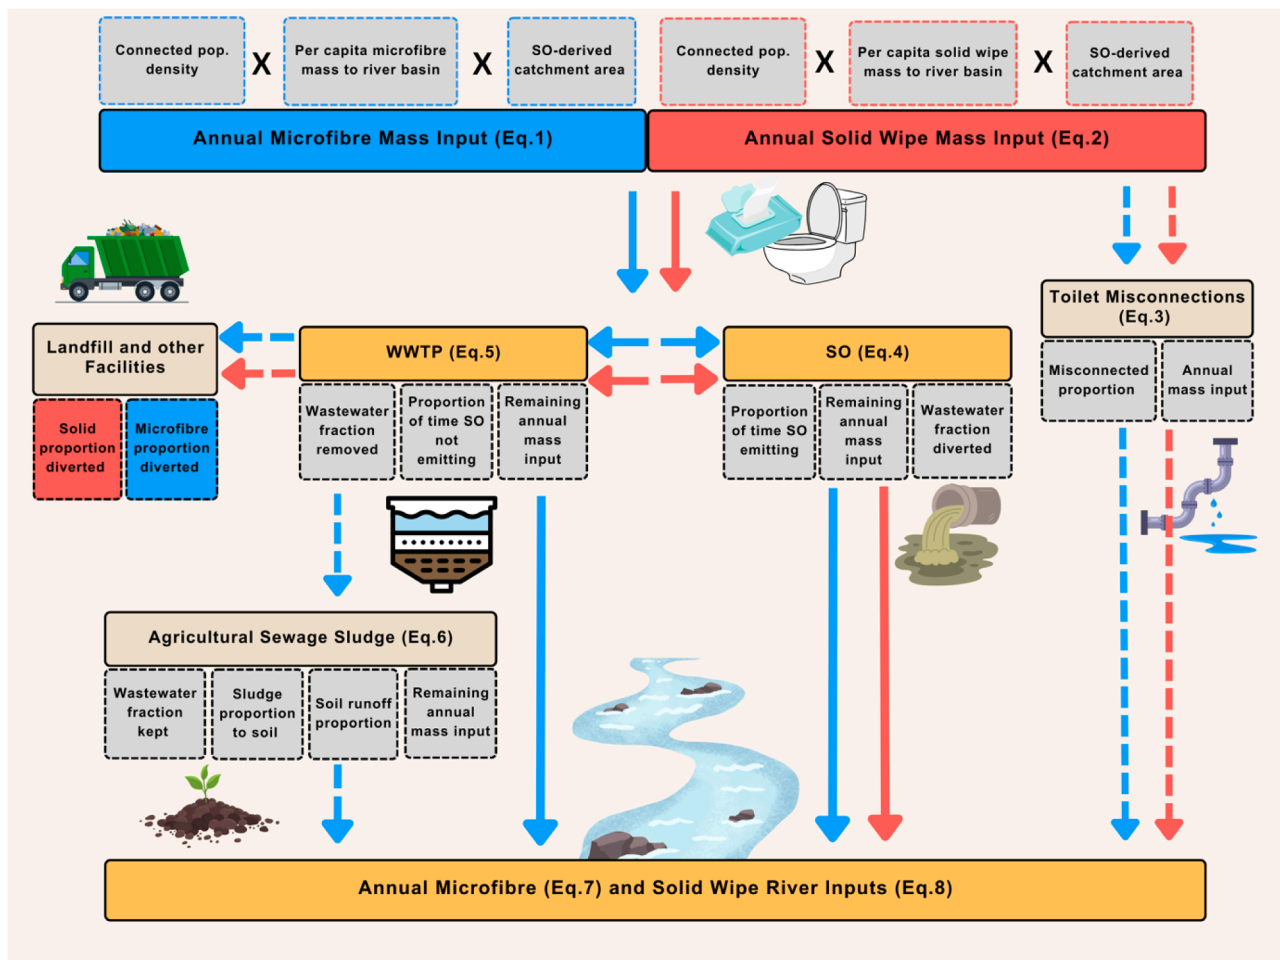 Connected pop.
density
X
Per capita microfibre
mass to river basin
X
SO-derived
catchment area
Connected pop.
density
X
Per capita solid wipe
mass to river basin
X
SO-derived
catchment area
Annual Microfibre Mass Input (Eq.1)
Annual Solid Wipe Mass Input (Eq.2)
Toilet Misconnections
(Eq.3)
Misconnected
proportion
Annual
mass input
Landfill and other
Facilities
Solid
proportion
diverted
Microfibre
proportion
diverted
WWTP (Eq.5)
Wastewater
fraction
removed
Proportion
of time SO
not
emitting
Remaining
annual
mass
input
SO (Eq.4)
Proportion
of time SO
emitting
Remaining
annual
mass
input
Wastewater
fraction
diverted
Agricultural Sewage Sludge (Eq.6)
Wastewater
fraction
kept
Sludge
proportion
to soil
Soil runoff
proportion
Remaining
annual
mass input
Annual Microfibre (Eq.7) and Solid Wipe River Inputs (Eq.8)